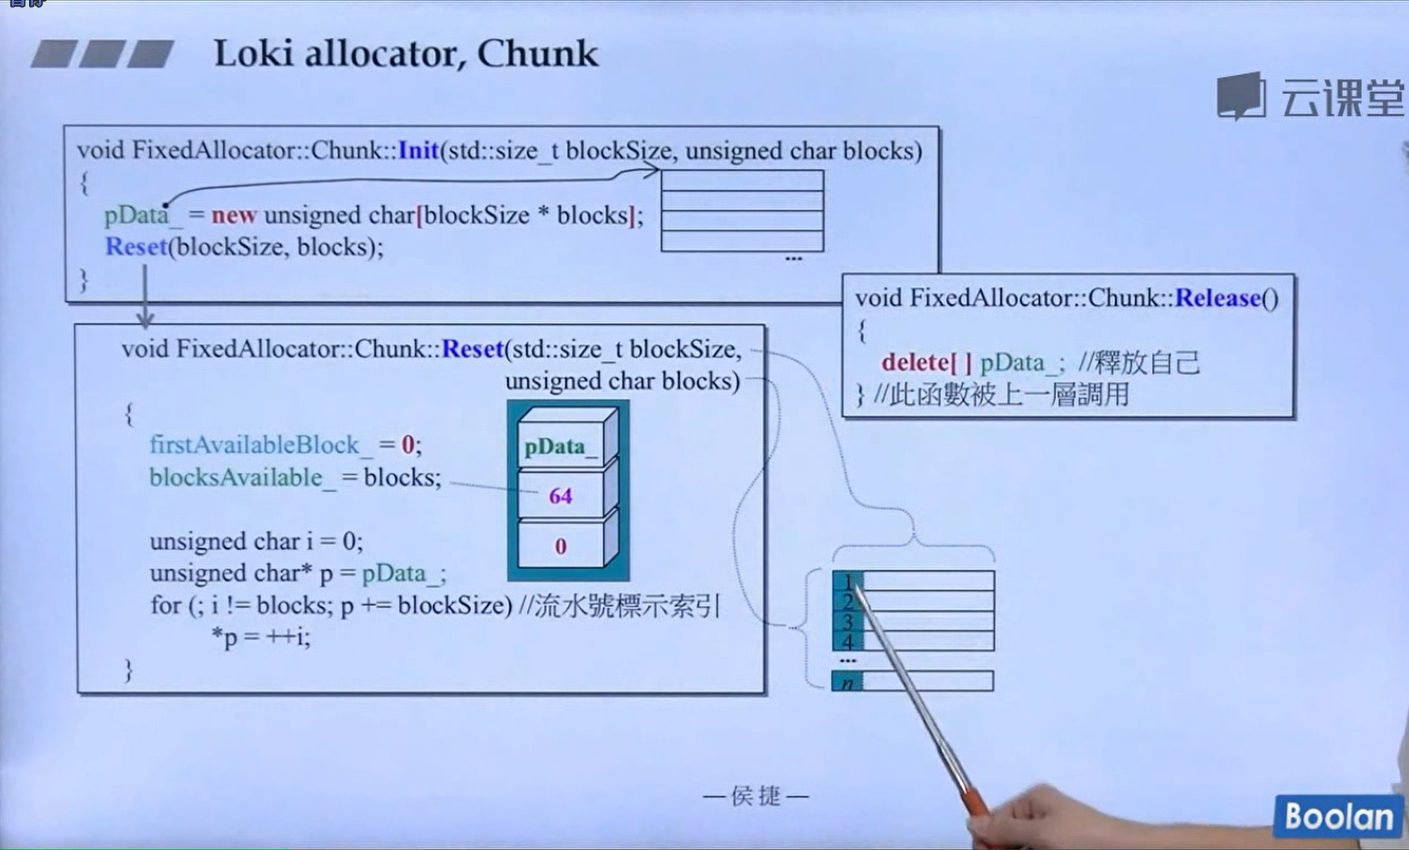 暂停
Loki allocator, Chunk
云课堂
void FixedAllocator::Chunk::Init(std::size_t blockSize, unsigned char blocks)
{
pData_ = new unsigned char[blockSize * blocks];
Reset(blockSize, blocks);
}
...
void FixedAllocator::Chunk::Release()
{
delete[ ] pData_; //釋放自己
} //此函數被上一層調用
void FixedAllocator::Chunk::Reset(std::size_t blockSize,
unsigned char blocks)
{
firstAvailableBlock_ = 0;
blocksAvailable_ = blocks;
unsigned char i = 0;
unsigned char* p = pData_;
for (; i != blocks; p += blockSize) //流水號標示索引
*p = ++i;
}
pData_
64
0
1
2
3
4
...
n
—侯捷—
Boolan